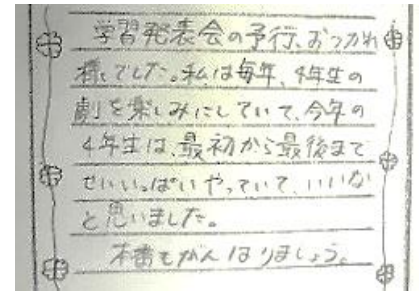 学習発表会の予行、おつかれ
様でした。私は毎年、4年生の
劇を楽しみにしていて、今年の
4年生は、最初から最後まで
せいいっぱいやっていて、いいな
と思いました。
本番もがんばりましょう。